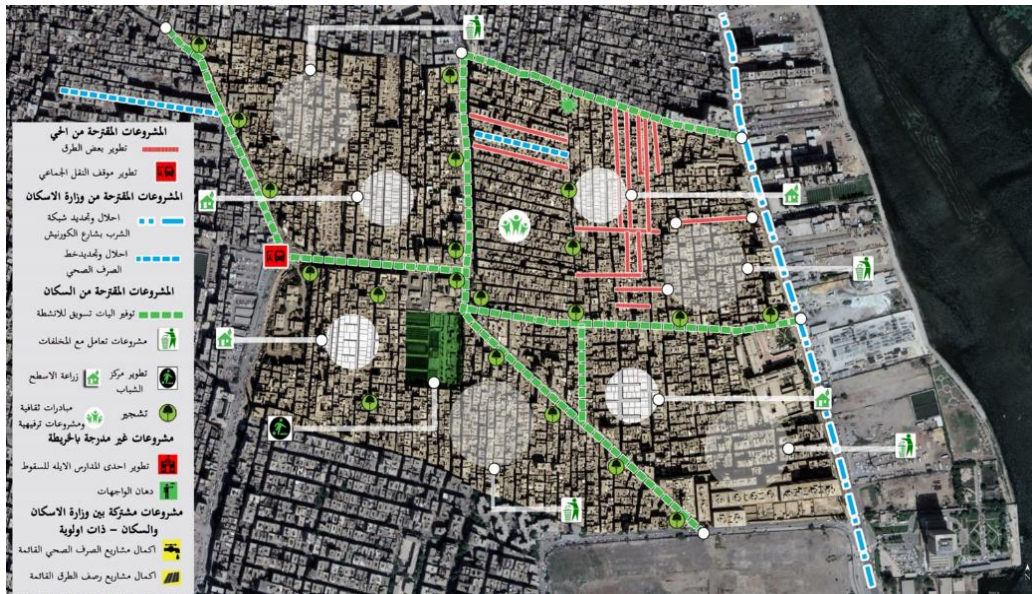 المشروعات المقترحة من الحي
تطوير بعض الطرق
تطوير موقف النقل الجماعي
المشروعات المقترحة من وزارة الاسكان
احلال وتجديد شبكة
الشرب بشارع الكورنيش
احلال وتجديدخط
الصرف الصحي
المشروعات المقترحة من السكان
توفير اليات تسويق للانشطة
مشروعات تعامل مع المخلفات
تطوير مركز
الشباب
زراعة الاسطح
تشجير
مبادرات ثقافية
ومشروعات ترفيهية
مشروعات غير مدرجة بالخريطة
تطوير احدى المدارس الايله للسقوط
دهان الواجهات
مشروعات مشتركة بين وزارة الاسكان
والسكان - ذات اولوية
اكمال مشاريع الصرف الصحي القائمة
اكمال مشاريع رصف الطرق القائمة